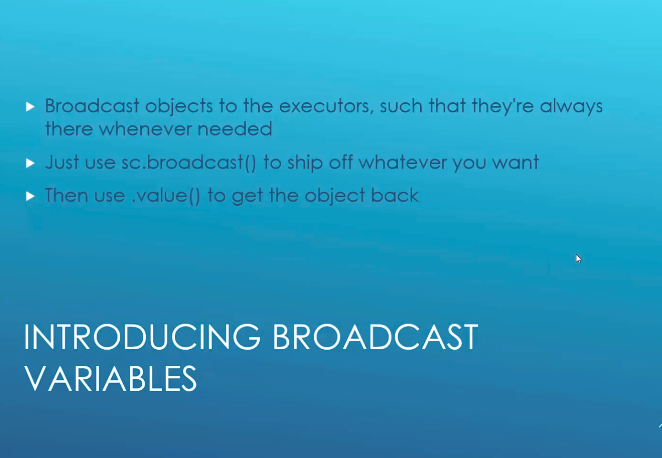 Broadcast objects to the executors, such that they're always
there whenever needed
Just use sc.broadcast() to ship off whatever you want
Then use .value() to get the object back
INTRODUCING BROADCAST
VARIABLES